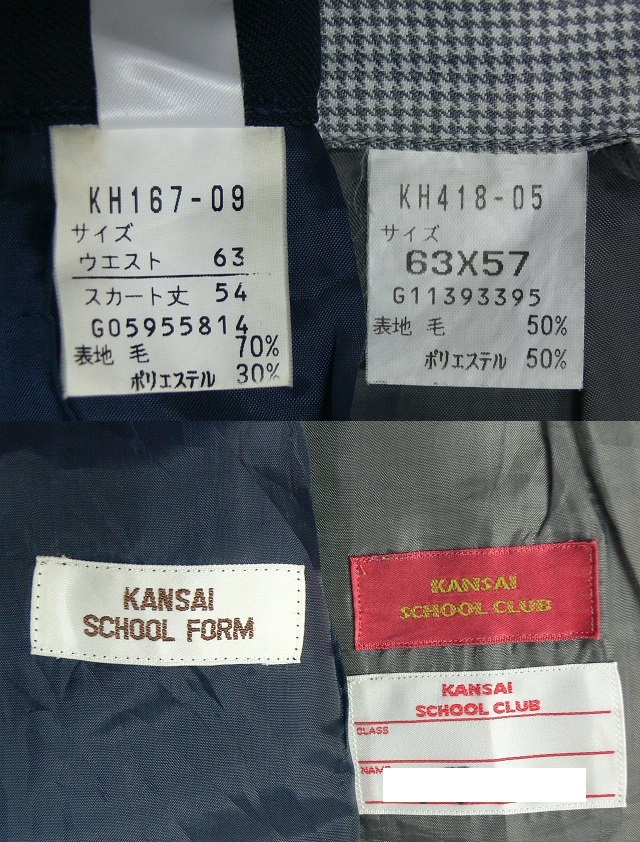 KH167-09
サイズ
ウエスト 63
スカート丈 54
G05955814
表地 毛 70%
ポリエステル 30%
KH418-05
サイズ
63X57
G11393395
表地 毛 50%
ポリエステル 50%
KANSAI
SCHOOL FORM
KANSAI
SCHOOL CLUB
KANSAI
SCHOOL CLUB
CLASS
NAME